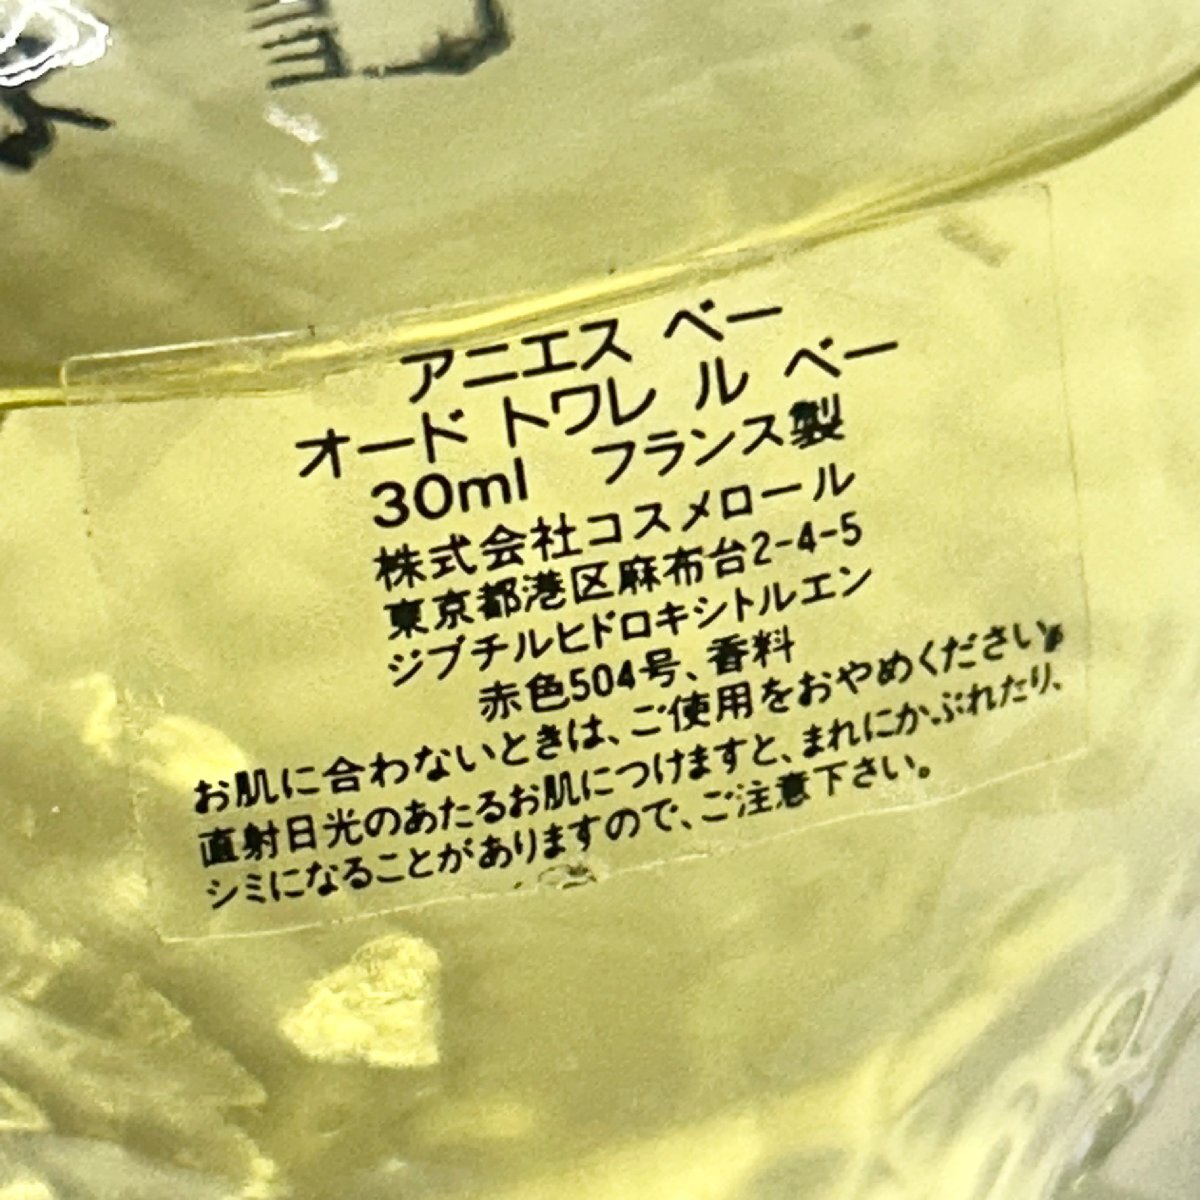 アニエス ベー
オード トワレ ル ベー
30ml フランス製
株式会社コスメロール
東京都港区麻布台2-4-5
ジブチルヒドロキシトルエン
赤色504号、香料
お肌に合わないときは、ご使用をおやめください。
直射日光のあたるお肌につけますと、まれにかぶれたり、
シミになることがありますので、ご注意下さい。